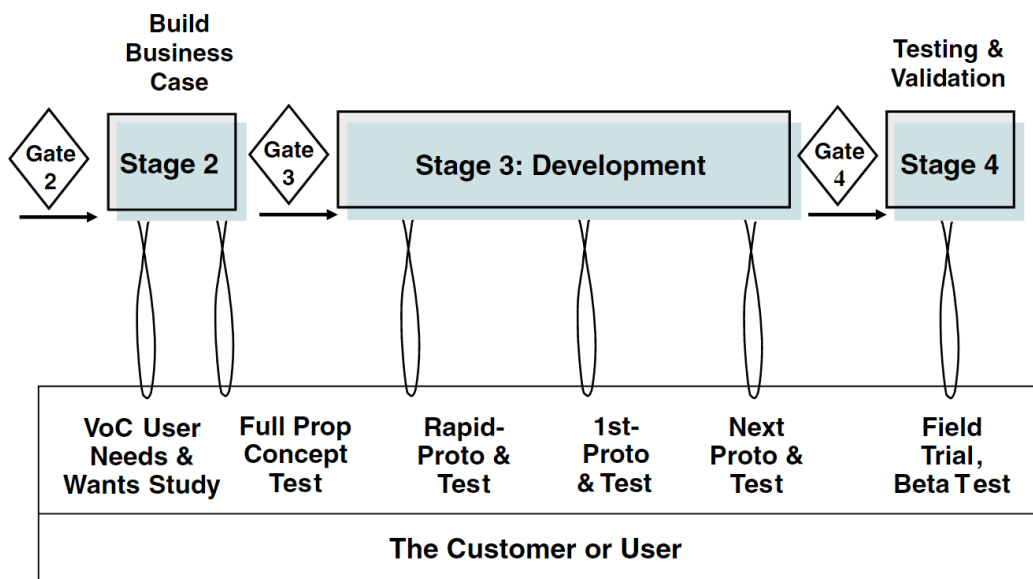 Build
Business
Case
Testing &
Validation
Gate
2
Stage 2
Gate
3
Stage 3: Development
Gate
4
Stage 4
VoC User
Needs &
Wants Study
Full Prop
Concept
Test
Rapid-
Proto &
Test
1st-
Proto
& Test
Next
Proto &
Test
Field
Trial,
Beta Test
The Customer or User